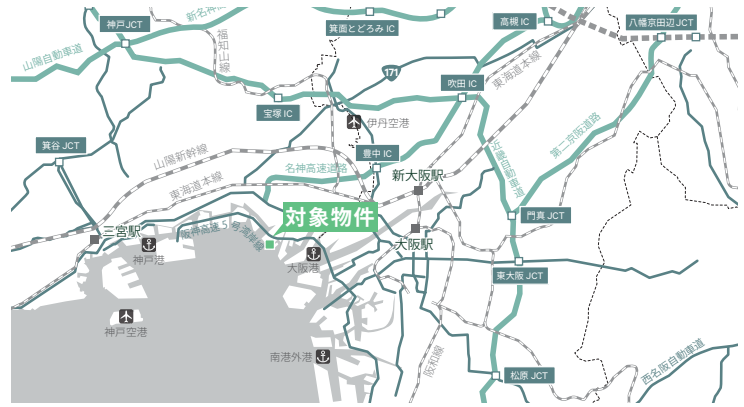 神戸JCT
新名神
箕面とどろみ IC
高槻 IC
八幡京田辺 JCT
山陽自動車道
福知山線
171
吹田 IC
東海道本線
宝塚 IC
伊丹空港
第二京阪道路
箕谷 JCT
山陽新幹線
豊中 IC
近畿自動車道
名神高速道路
新大阪駅
東海道本線
対象物件
門真 JCT
三宮駅
阪神高速5号湾岸線
大阪駅
神戸港
大阪港
東大阪 JCT
神戸空港
南港外港
阪和線
西名阪自動車道
松原 JCT